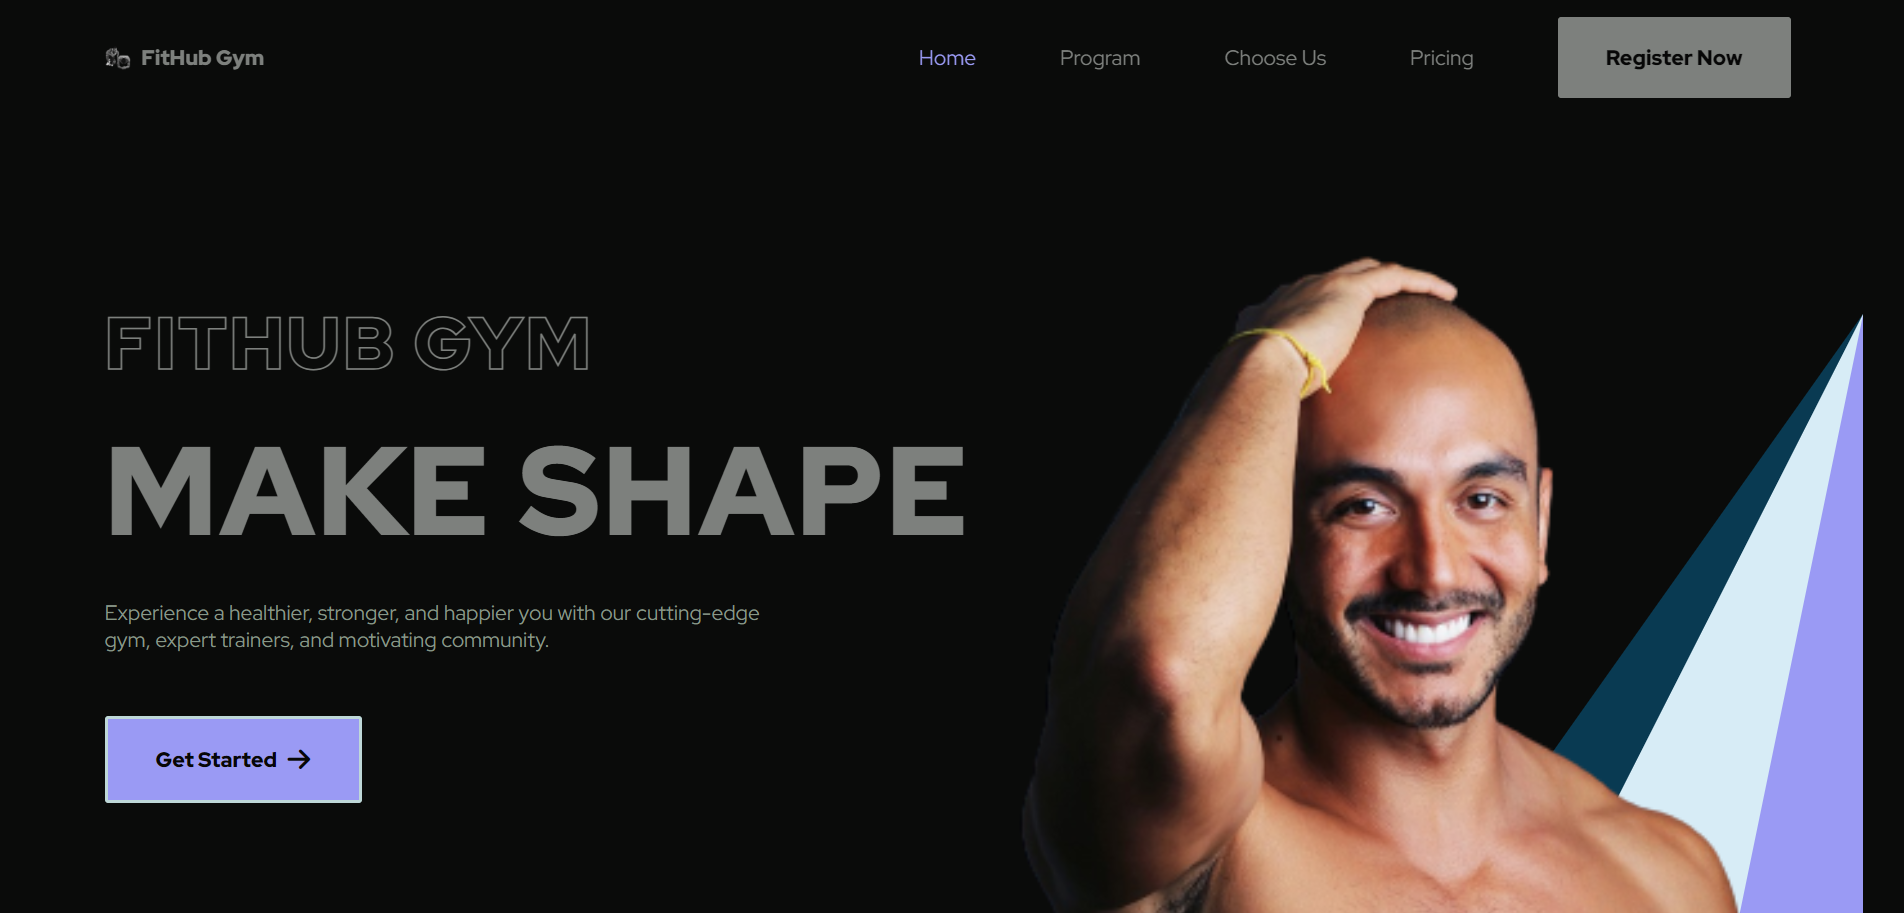 FitHub Gym
Home
Program
Choose Us
Pricing
Register Now
FITHUB GYM
MAKE SHAPE
Experience a healthier, stronger, and happier you with our cutting-edge
gym, expert trainers, and motivating community.
Get Started